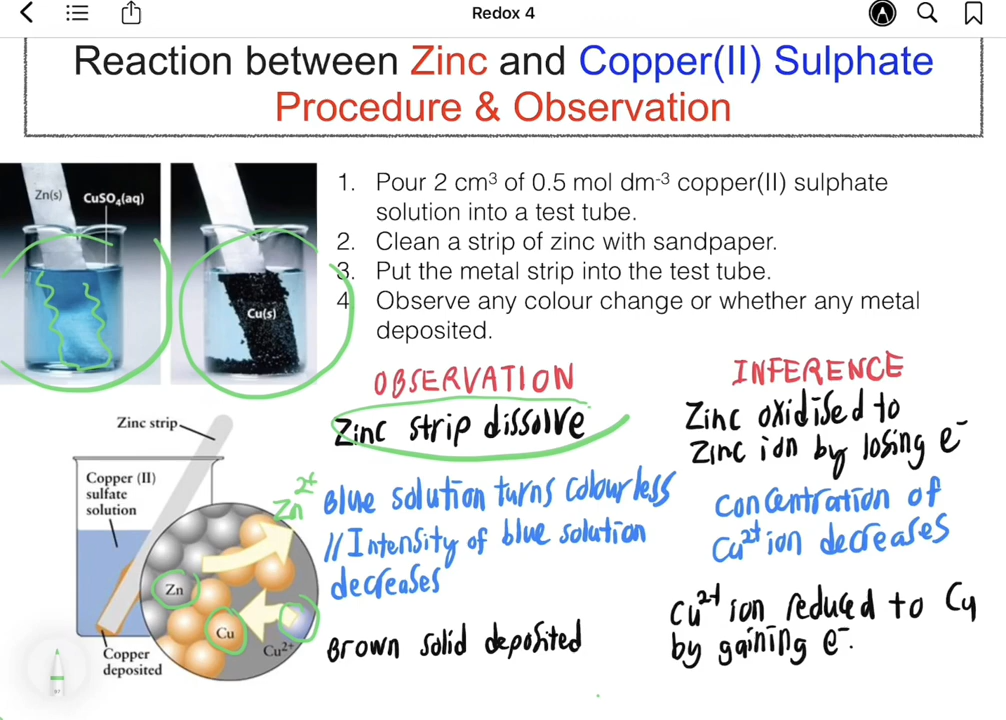 Redox 4
Reaction between Zinc and Copper(II) Sulphate
Procedure & Observation
Zn(s)
CuSO₄(aq)
Cu(s)
1. Pour 2 cm³ of 0.5 mol dm⁻³ copper(II) sulphate
solution into a test tube.
2. Clean a strip of zinc with sandpaper.
3. Put the metal strip into the test tube.
4. Observe any colour change or whether any metal
deposited.
OBSERVATION
Zinc strip dissolve
Blue solution turns colourless
// Intensity of blue solution
decreases
Brown solid deposited
INFERENCE
Zinc oxidised to
Zinc ion by losing e⁻
Concentration of
Cu²⁺ ion decreases
Cu²⁺ ion reduced to Cu
by gaining e⁻.
Zinc strip
Copper (II)
sulfate
solution
Zn²⁺
Zn
Cu
Cu²⁺
Copper
deposited